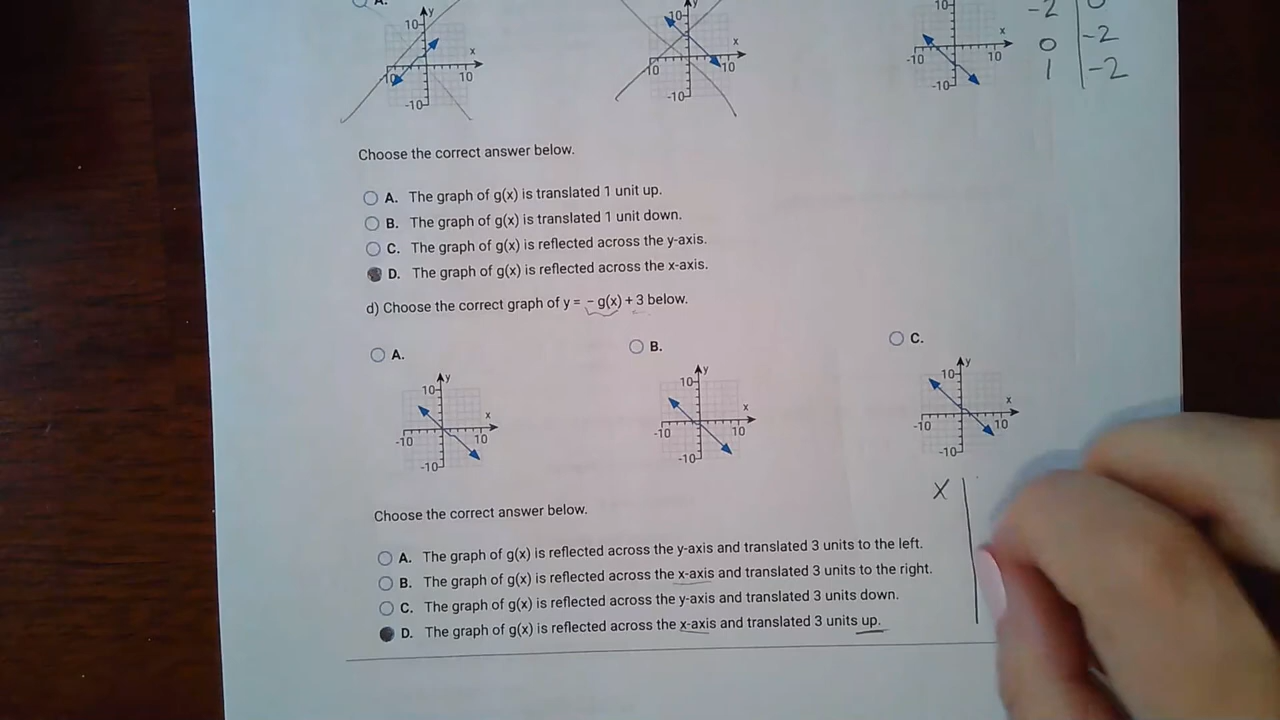 A.
y
10
x
10
10
-10
y
10
x
10
10
-10
10
x
-10
10
-10
-2 0
0 -2
1 -2
Choose the correct answer below.
A. The graph of g(x) is translated 1 unit up.
B. The graph of g(x) is translated 1 unit down.
C. The graph of g(x) is reflected across the y-axis.
D. The graph of g(x) is reflected across the x-axis.
d) Choose the correct graph of y = - g(x) + 3 below.
A.
y
10
x
-10
10
-10
B.
y
10
x
-10
10
-10
C.
y
10
x
-10
10
-10
x
Choose the correct answer below.
A. The graph of g(x) is reflected across the y-axis and translated 3 units to the left.
B. The graph of g(x) is reflected across the x-axis and translated 3 units to the right.
C. The graph of g(x) is reflected across the y-axis and translated 3 units down.
D. The graph of g(x) is reflected across the x-axis and translated 3 units up.